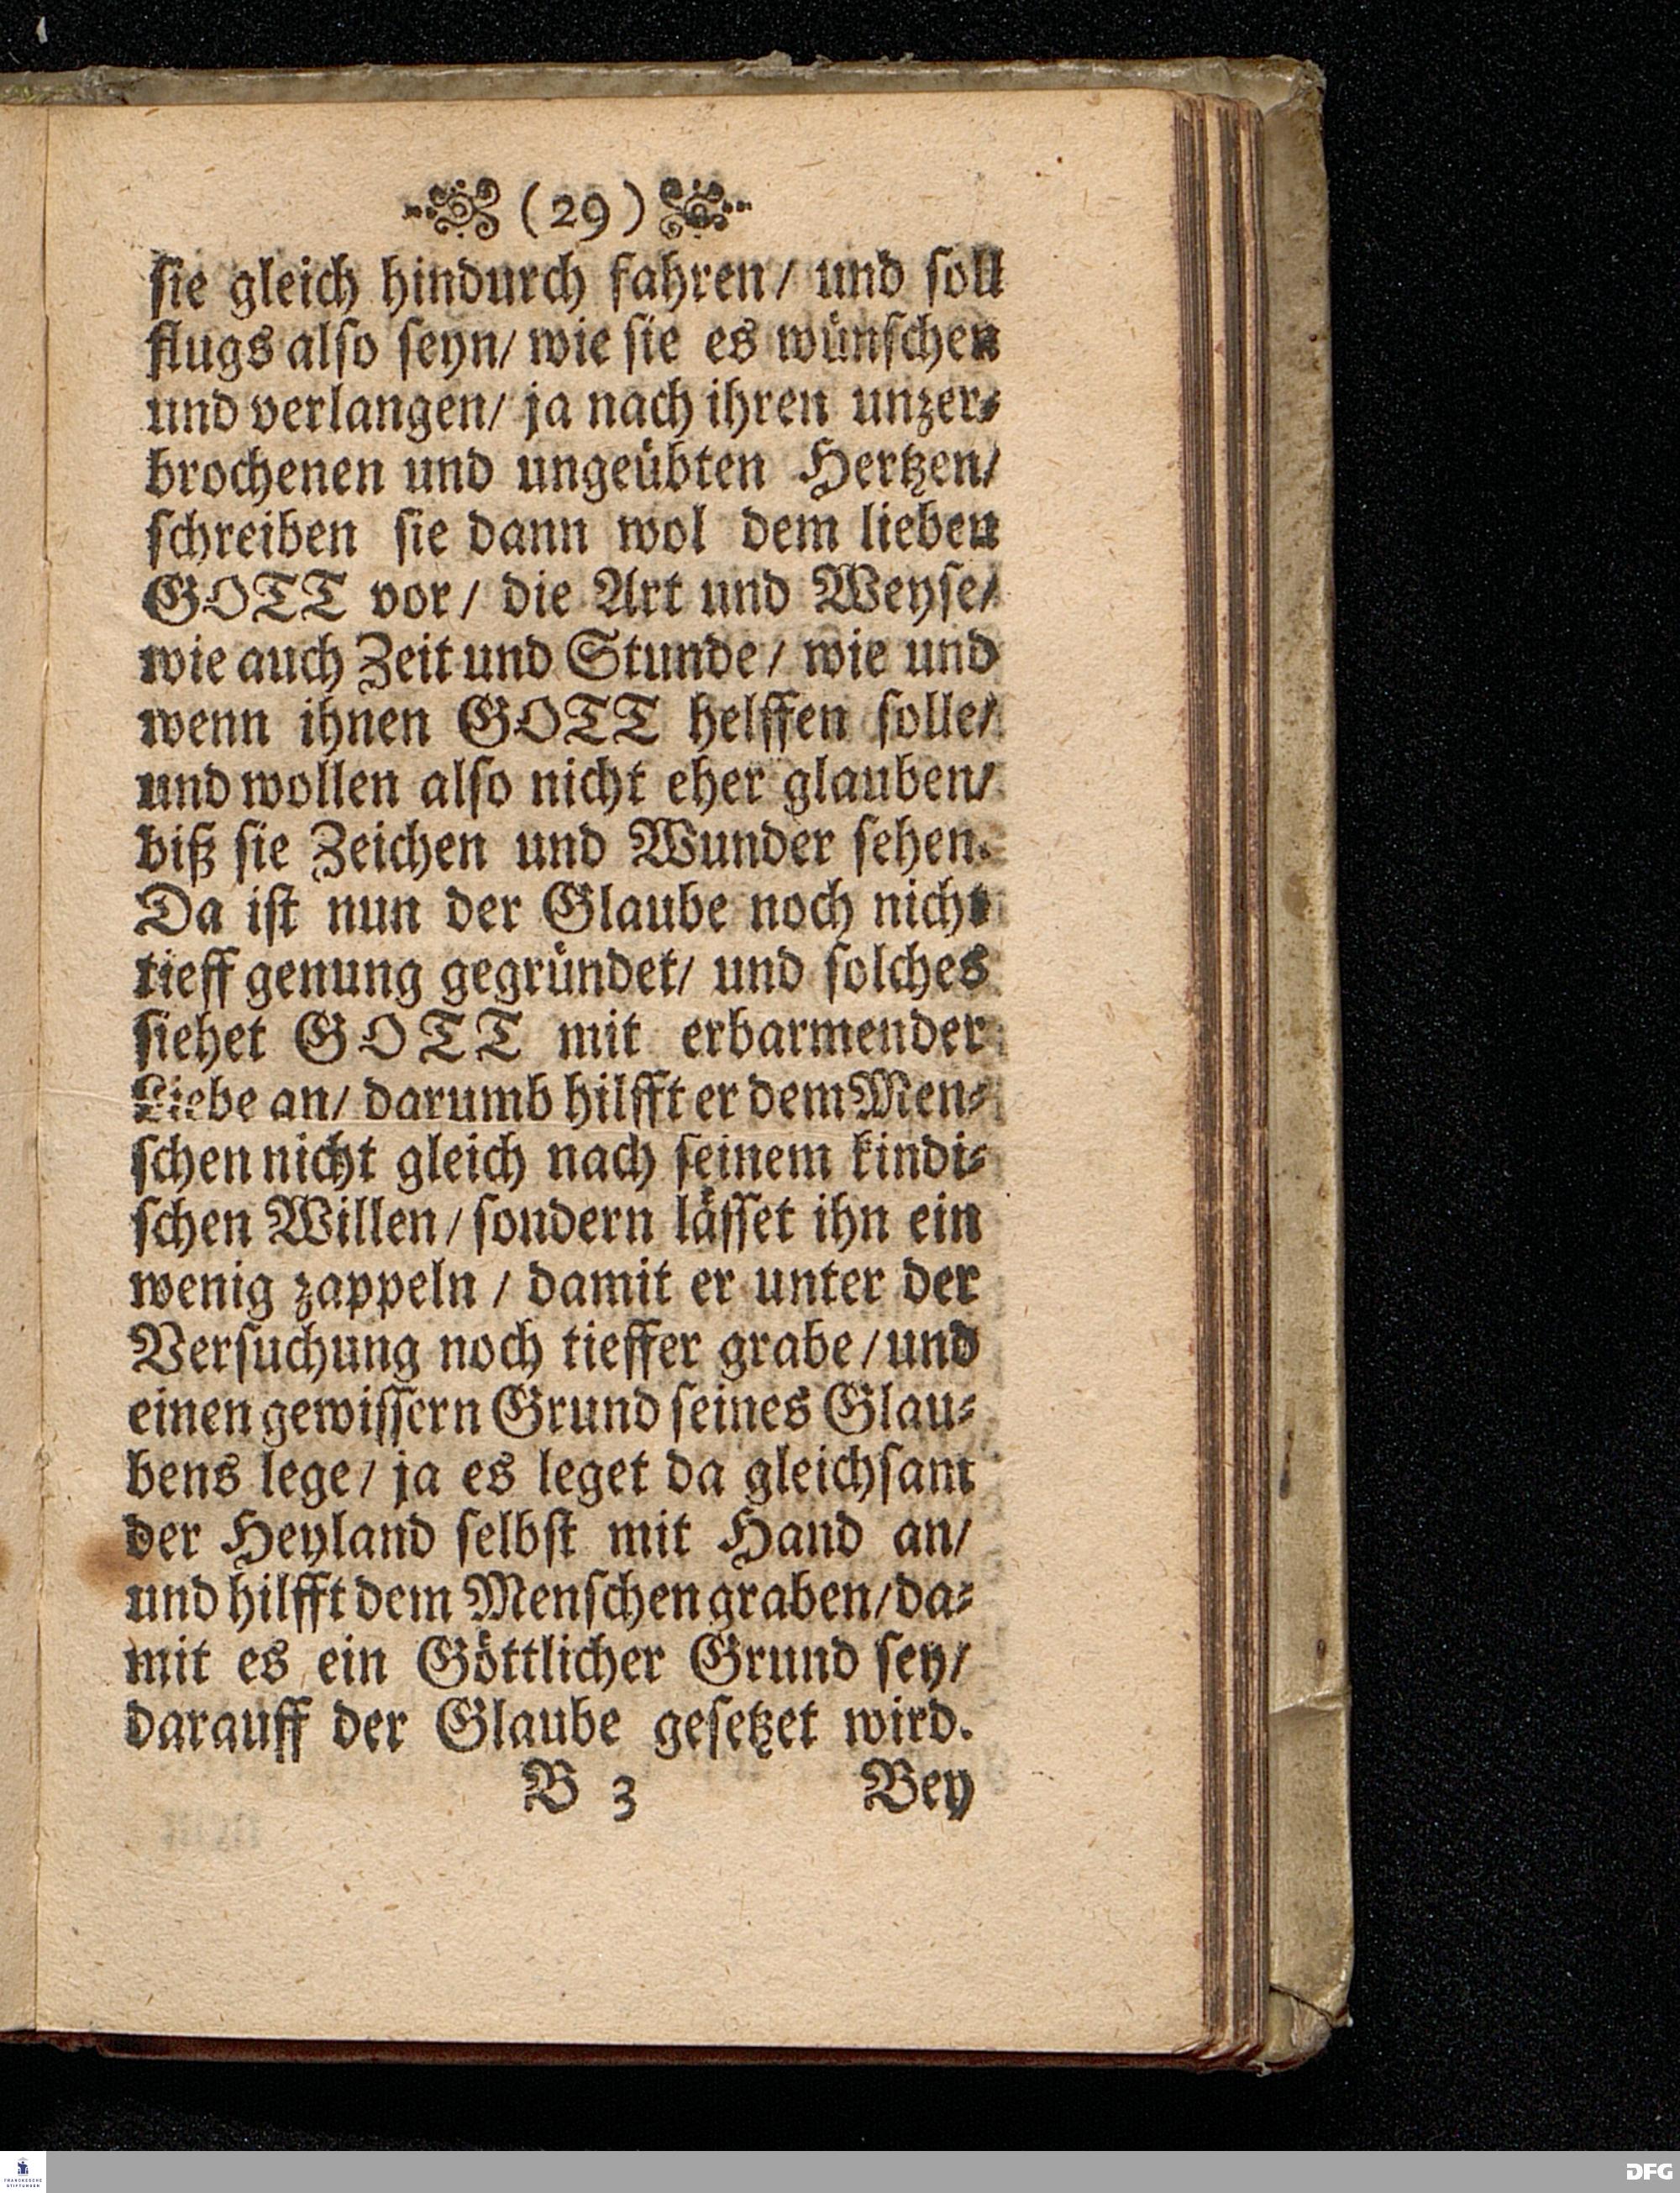 (29)
ſie gleich hindurch fahren/ und ſoll
flugs alſo ſeyn/ wie ſie es wünſchen
und verlangen/ ja nach ihren unzer⸗
brochenen und ungeübten Hertzen/
ſchreiben ſie dann wol dem lieben
GOTT vor/ die Art und Weyſe/
wie auch Zeit und Stunde/ wie und
wenn ihnen GOTT helffen ſolle/
und wollen alſo nicht eher glauben/
biß ſie Zeichen und Wunder ſehen.
Da iſt nun der Glaube noch nicht
tieff genung gegründet/ und ſolches
ſiehet GOTT mit erbarmender
Liebe an/ darumb hilfft er dem Men⸗
ſchen nicht gleich nach ſeinem kindi⸗
ſchen Willen/ ſondern läſſet ihn ein
wenig zappeln / damit er unter der
Verſuchung noch tieffer grabe/ und
einen gewiſſern Grund ſeines Glau⸗
bens lege/ ja es leget da gleichſam
der Heyland ſelbſt mit Hand an/
und hilfft dem Menſchen graben/ da⸗
mit es ein Göttlicher Grund ſey/
darauff der Glaube geſetzet wird.
B 3 Bey
FRANCKESCHE
STIFTUNGEN
DFG